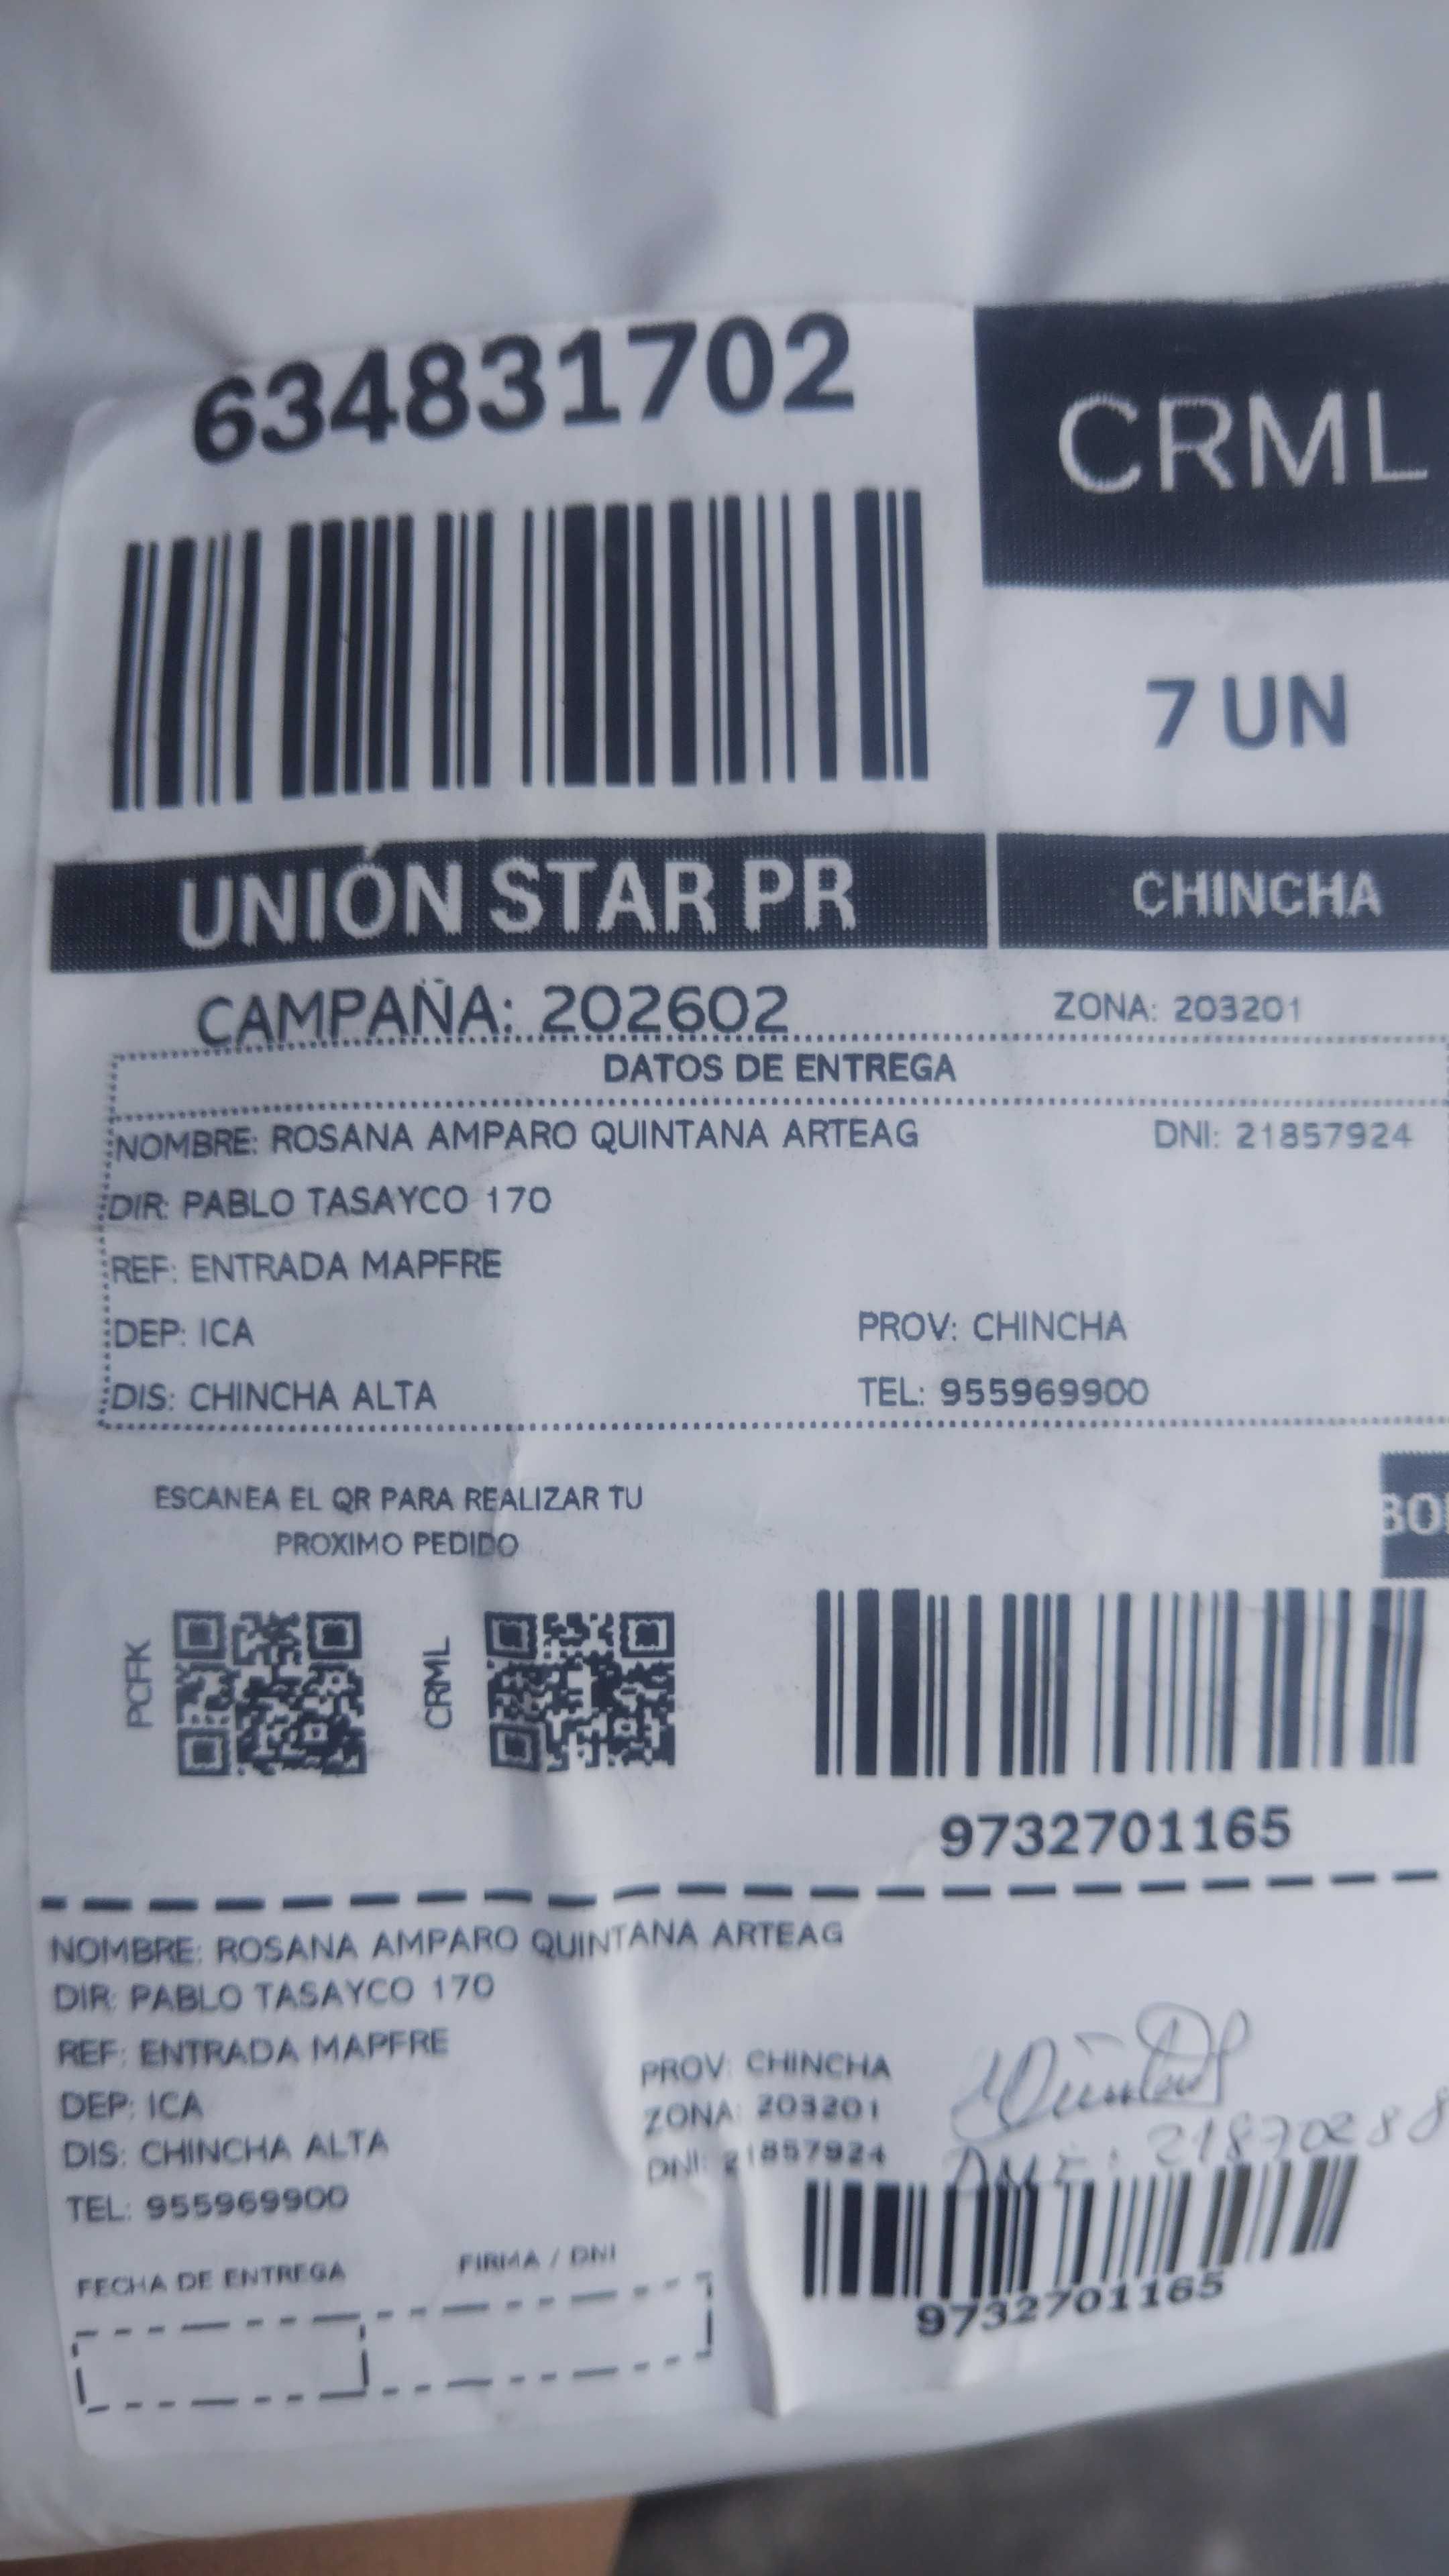 634831702
CRML
7 UN
UNIÓN STAR PR
CHINCHA
CAMPAÑA: 202602
ZONA: 203201
DATOS DE ENTREGA
NOMBRE: ROSANA AMPARO QUINTANA ARTEAG
DNI: 21857924
DIR: PABLO TASAYCO 170
REF: ENTRADA MAPFRE
DEP: ICA
PROV: CHINCHA
DIS: CHINCHA ALTA
TEL: 955969900
ESCANEA EL QR PARA REALIZAR TU
PROXIMO PEDIDO
PCFK
CRML
9732701165
NOMBRE: ROSANA AMPARO QUINTANA ARTEAG
DIR: PABLO TASAYCO 170
REF: ENTRADA MAPFRE
DEP: ICA
DIS: CHINCHA ALTA
TEL: 955969900
PROV: CHINCHA
ZONA: 203201
DNI: 21857924
21870288
FECHA DE ENTREGA
FIRMA / DNI
9732701165